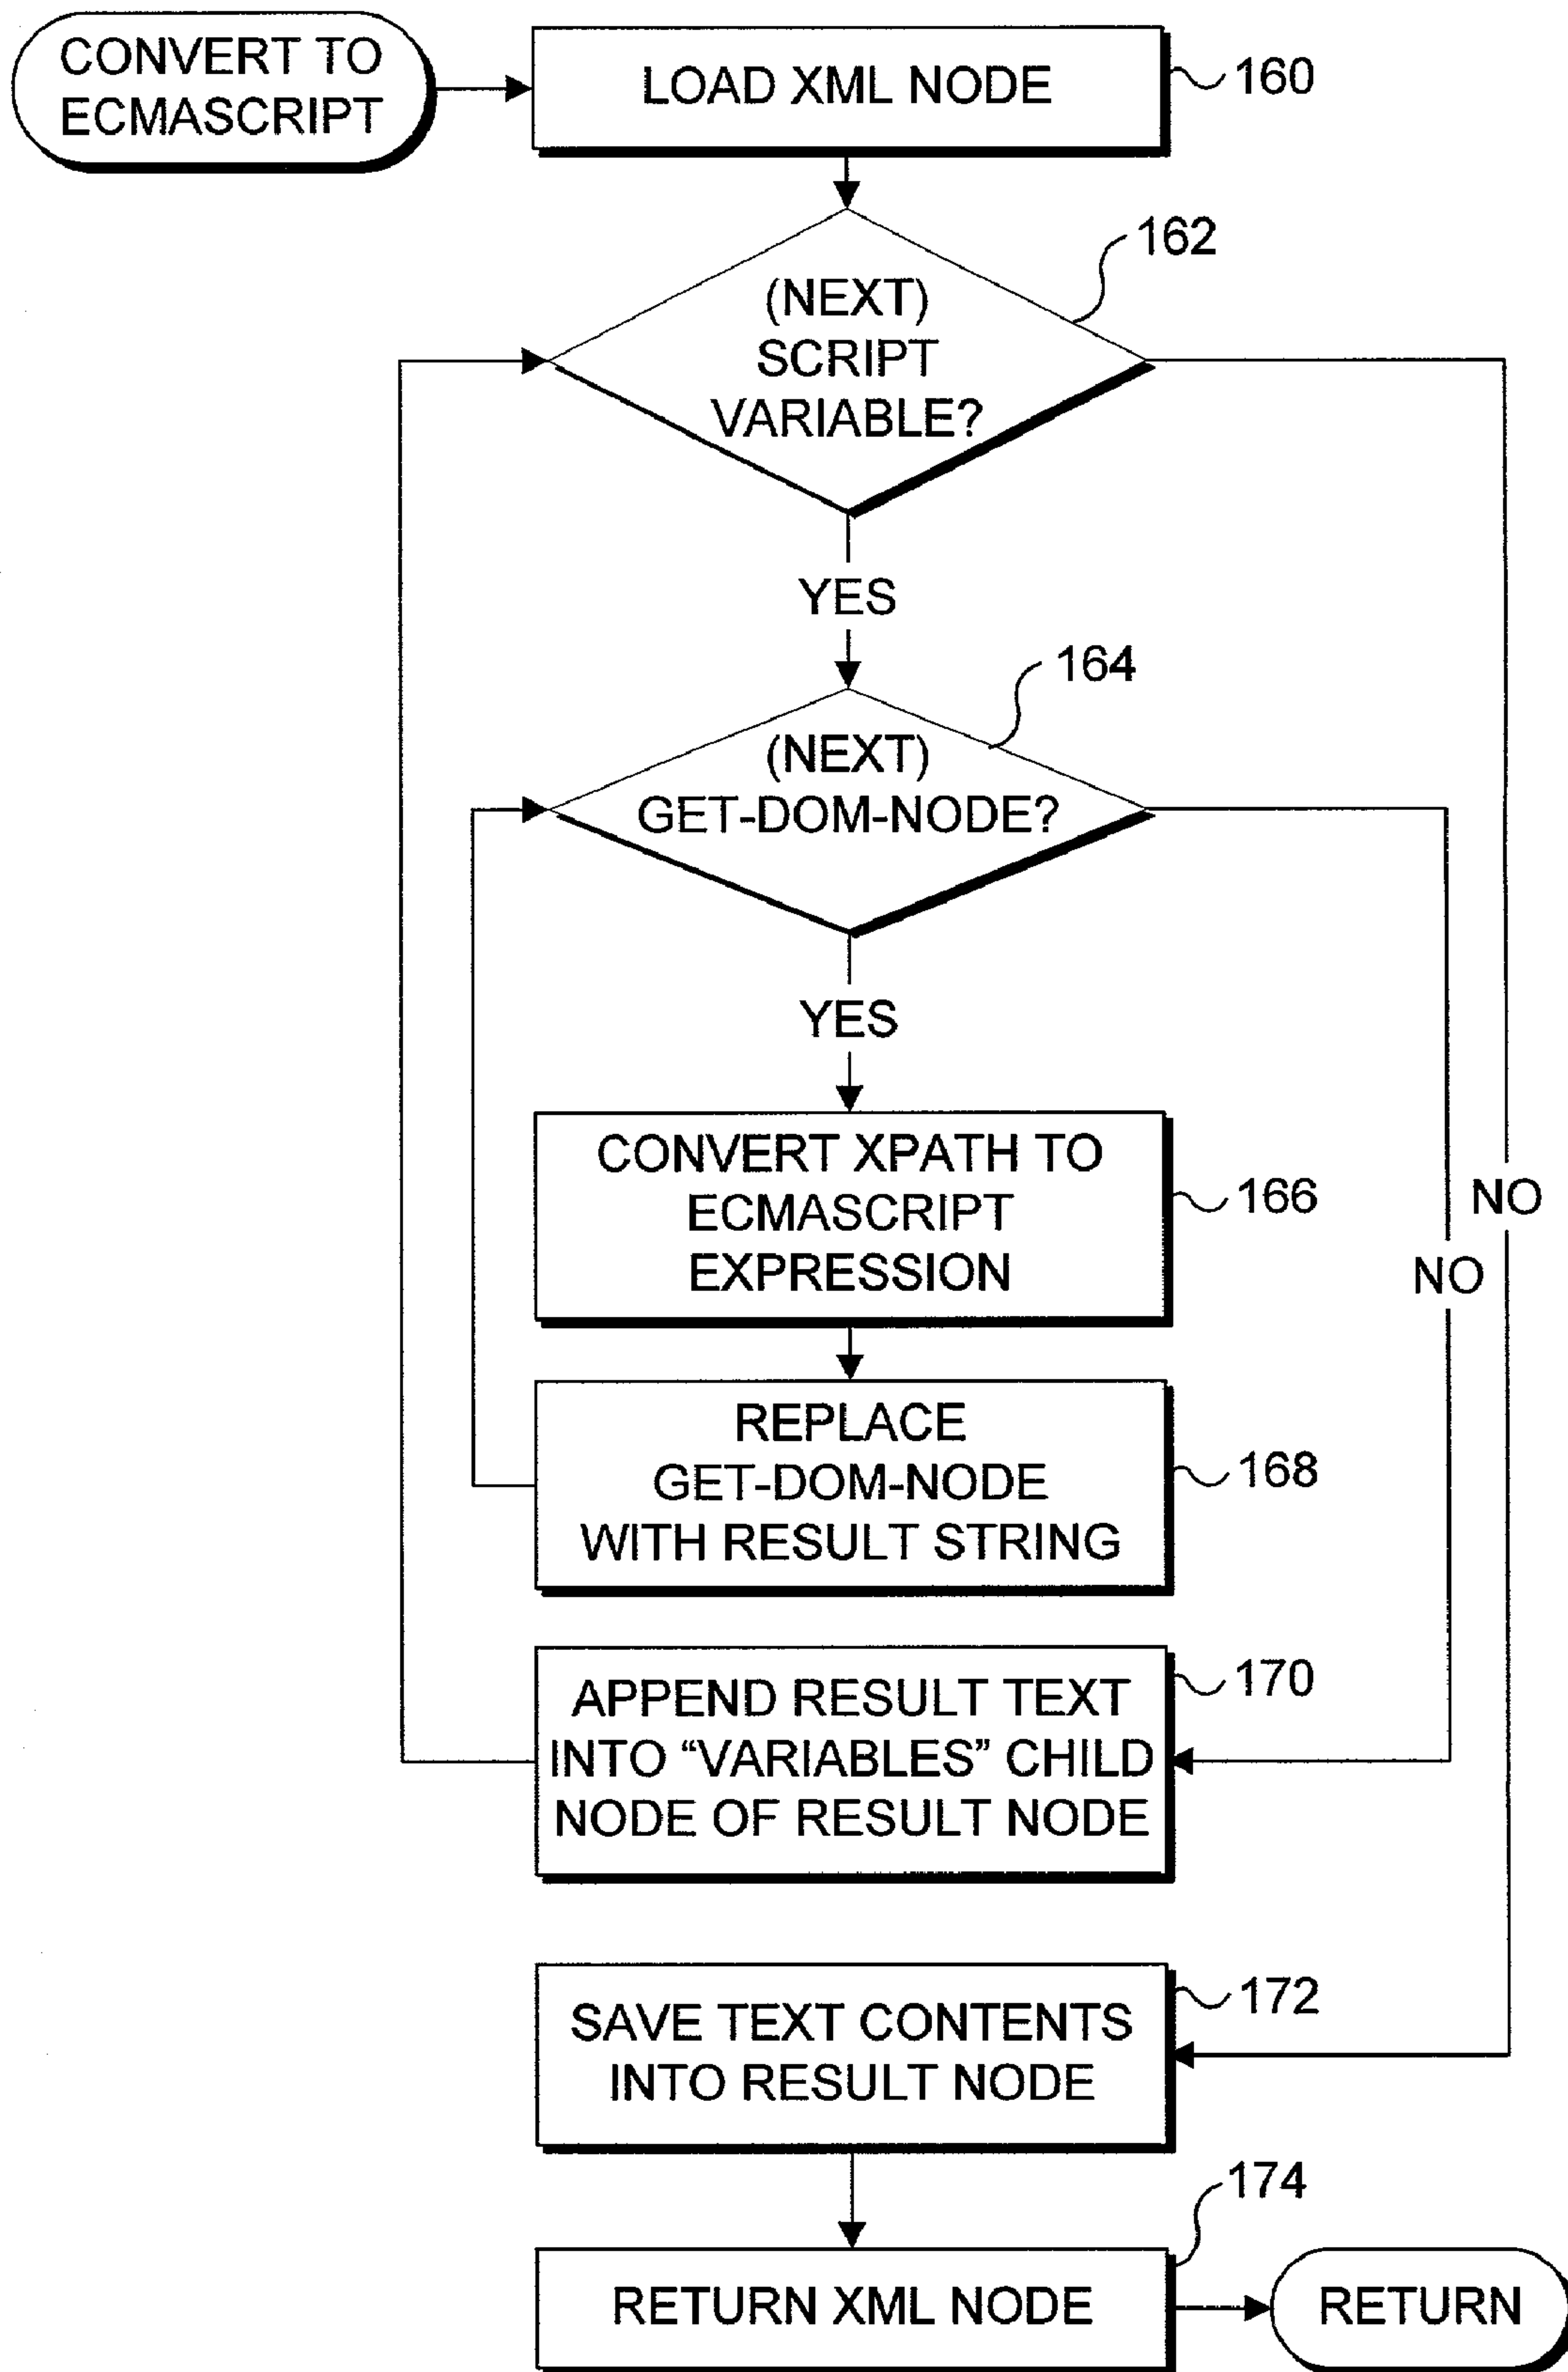 CONVERT TO
ECMASCRIPT
LOAD XML NODE
160
162
(NEXT)
SCRIPT
VARIABLE?
YES
164
(NEXT)
GET-DOM-NODE?
YES
CONVERT XPATH TO
ECMASCRIPT
EXPRESSION
166
NO
NO
REPLACE
GET-DOM-NODE
WITH RESULT STRING
168
APPEND RESULT TEXT
INTO “VARIABLES” CHILD
NODE OF RESULT NODE
170
SAVE TEXT CONTENTS
INTO RESULT NODE
172
174
RETURN XML NODE
RETURN